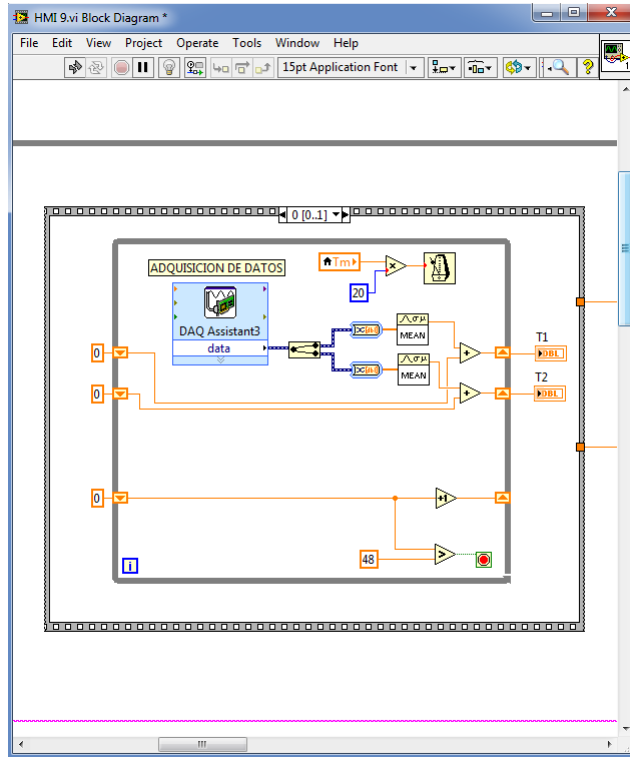 HMI 9.vi Block Diagram *
File Edit View Project Operate Tools Window Help
15pt Application Font
1
0 [0..1]
ADQUISICION DE DATOS
Tm
20
DAQ Assistant3
data
MEAN
MEAN
T1
DBL
T2
DBL
0
0
0
+1
48
>
i